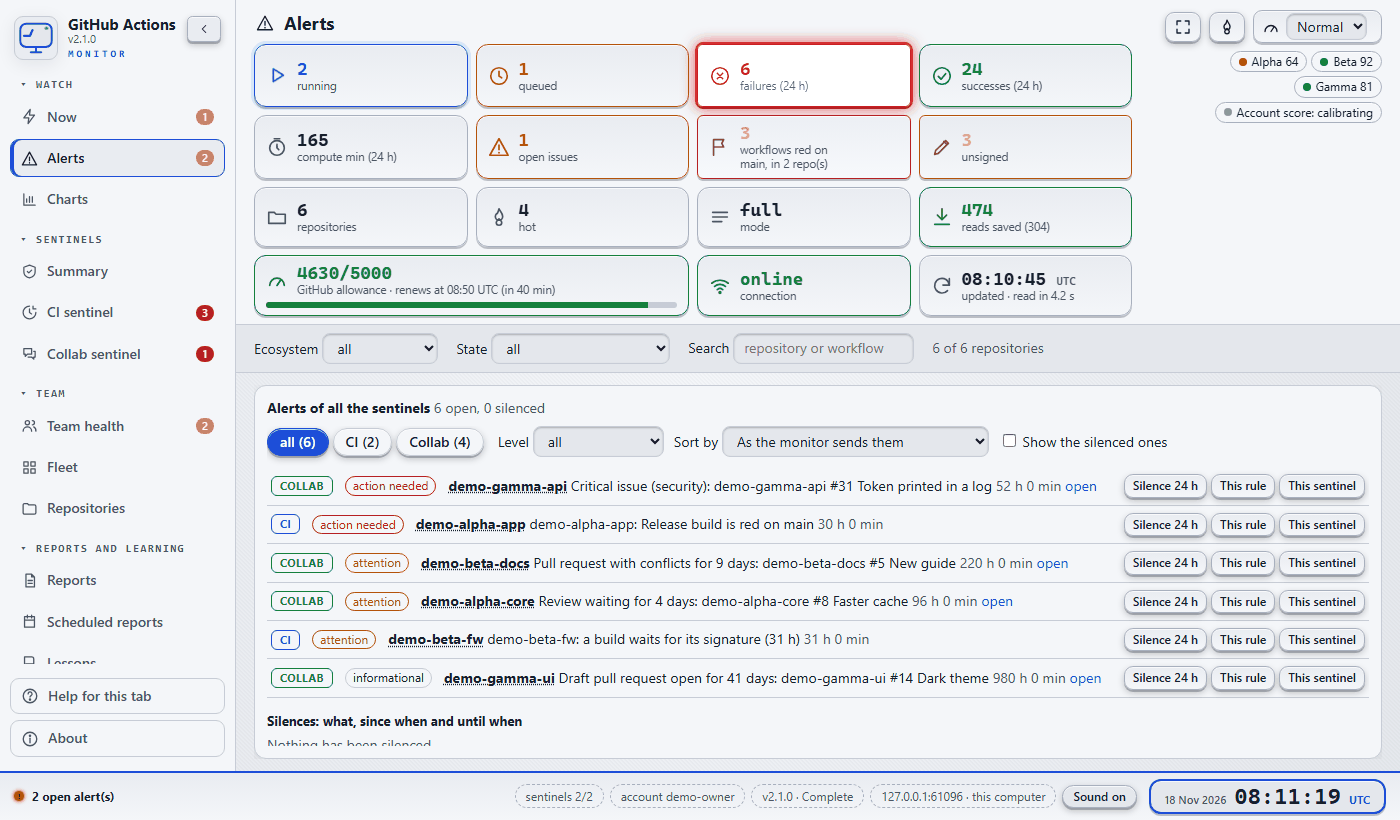 GitHub Actions
v2.1.0
MONITOR
WATCH
Now 1
Alerts 2
Charts
SENTINELS
Summary
CI sentinel 3
Collab sentinel 1
TEAM
Team health 2
Fleet
Repositories
REPORTS AND LEARNING
Reports
Scheduled reports
Lessons
Help for this tab
About
Alerts
Normal
Alpha 64
Beta 92
Gamma 81
Account score: calibrating
2
running
1
queued
6
failures (24 h)
24
successes (24 h)
165
compute min (24 h)
1
open issues
3
workflows red on
main, in 2 repo(s)
3
unsigned
6
repositories
4
hot
full
mode
474
reads saved (304)
4630/5000
GitHub allowance · renews at 08:50 UTC (in 40 min)
online
connection
08:10:45 UTC
updated · read in 4.2 s
Ecosystem all State all Search repository or workflow 6 of 6 repositories
Alerts of all the sentinels 6 open, 0 silenced
all (6) CI (2) Collab (4) Level all Sort by As the monitor sends them Show the silenced ones
COLLAB action needed demo-gamma-api Critical issue (security): demo-gamma-api #31 Token printed in a log 52 h 0 min open Silence 24 h This rule This sentinel
CI action needed demo-alpha-app demo-alpha-app: Release build is red on main 30 h 0 min Silence 24 h This rule This sentinel
COLLAB attention demo-beta-docs Pull request with conflicts for 9 days: demo-beta-docs #5 New guide 220 h 0 min open Silence 24 h This rule This sentinel
COLLAB attention demo-alpha-core Review waiting for 4 days: demo-alpha-core #8 Faster cache 96 h 0 min open Silence 24 h This rule This sentinel
CI attention demo-beta-fw demo-beta-fw: a build waits for its signature (31 h) 31 h 0 min Silence 24 h This rule This sentinel
COLLAB informational demo-gamma-ui Draft pull request open for 41 days: demo-gamma-ui #14 Dark theme 980 h 0 min open Silence 24 h This rule This sentinel
Silences: what, since when and until when
Nothing has been silenced
2 open alert(s)
sentinels 2/2
account demo-owner
v2.1.0 · Complete
127.0.0.1:61096 · this computer
Sound on
18 Nov 2026 08:11:19 UTC